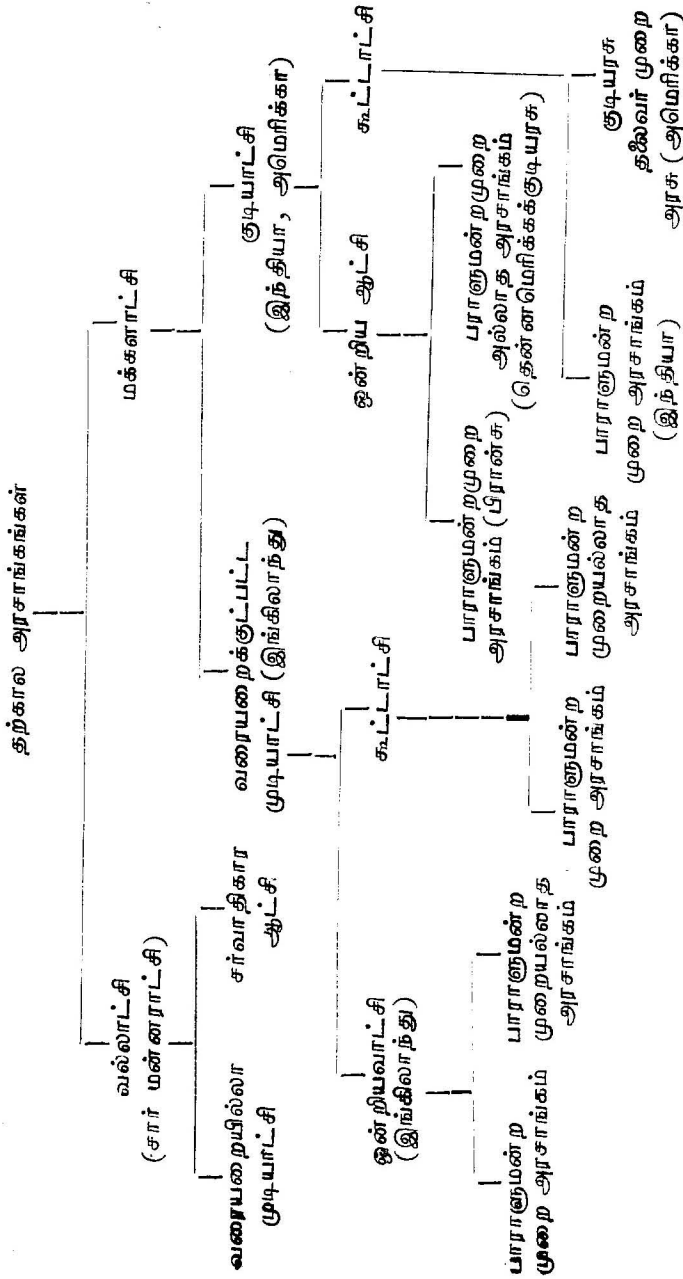 தற்கால அரசாங்கங்கள்
வல்லாட்சி
(சார் மன்னராட்சி)
மக்களாட்சி
வரையறையில்லா
முடியாட்சி
சர்வாதிகார
ஆட்சி
வரையறைக்குட்பட்ட
முடியாட்சி (இங்கிலாந்து)
குடியாட்சி
(இந்தியா, அமெரிக்கா)
ஒன்றியவாட்சி
(இங்கிலாந்து)
கூட்டாட்சி
ஒன்றிய ஆட்சி
கூட்டாட்சி
பாராளுமன்ற
முறை அரசாங்கம்
பாராளுமன்ற
முறையல்லாத
அரசாங்கம்
பாராளுமன்ற
முறை அரசாங்கம்
பாராளுமன்ற
முறையல்லாத
அரசாங்கம்
பாராளுமன்றமுறை
அரசாங்கம் (பிரான்சு)
பராளுமன்றமுறை
அல்லாத அரசாங்கம்
(தென்னமெரிக்கக்குடியரசு)
பாராளுமன்ற
முறை அரசாங்கம்
(இந்தியா)
குடியரசு
தலைவர் முறை
அரசு (அமெரிக்கா)